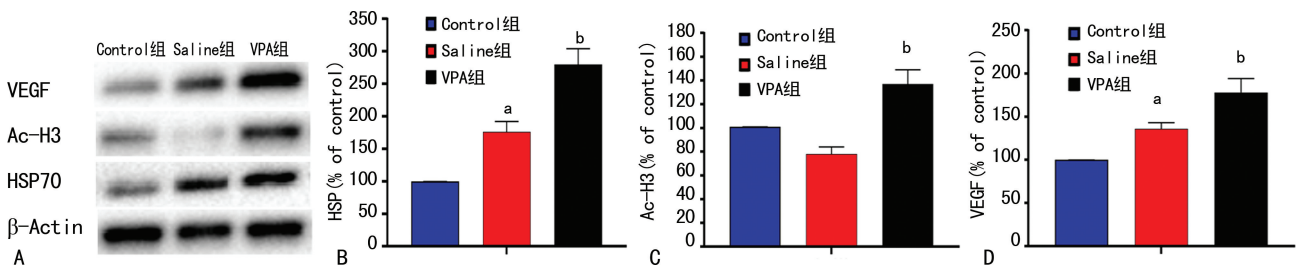 Control组 Saline组 VPA组
VEGF
Ac-H3
HSP70
β-Actin
A
HSP(% of control)
350
300
250
200
150
100
50
0
Control组
Saline组
VPA组
a
b
B
Ac-H3(% of control)
180
160
140
120
100
80
60
40
20
0
Control组
Saline组
VPA组
b
C
VEGF(% of control)
250
200
150
100
50
0
Control组
Saline组
VPA组
a
b
D